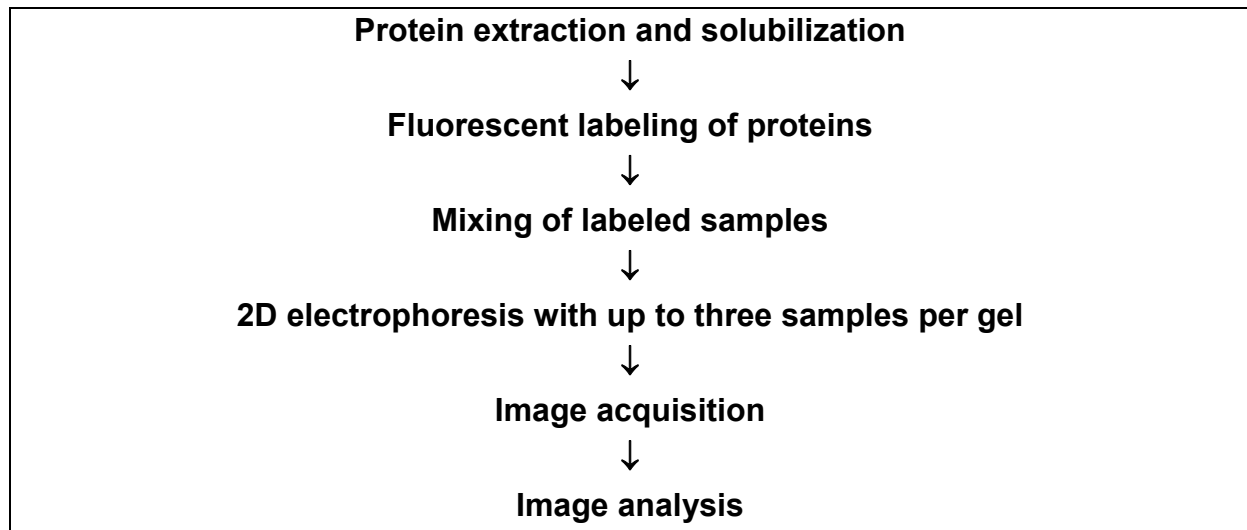 Protein extraction and solubilization
↓
Fluorescent labeling of proteins
↓
Mixing of labeled samples
↓
2D electrophoresis with up to three samples per gel
↓
Image acquisition
↓
Image analysis